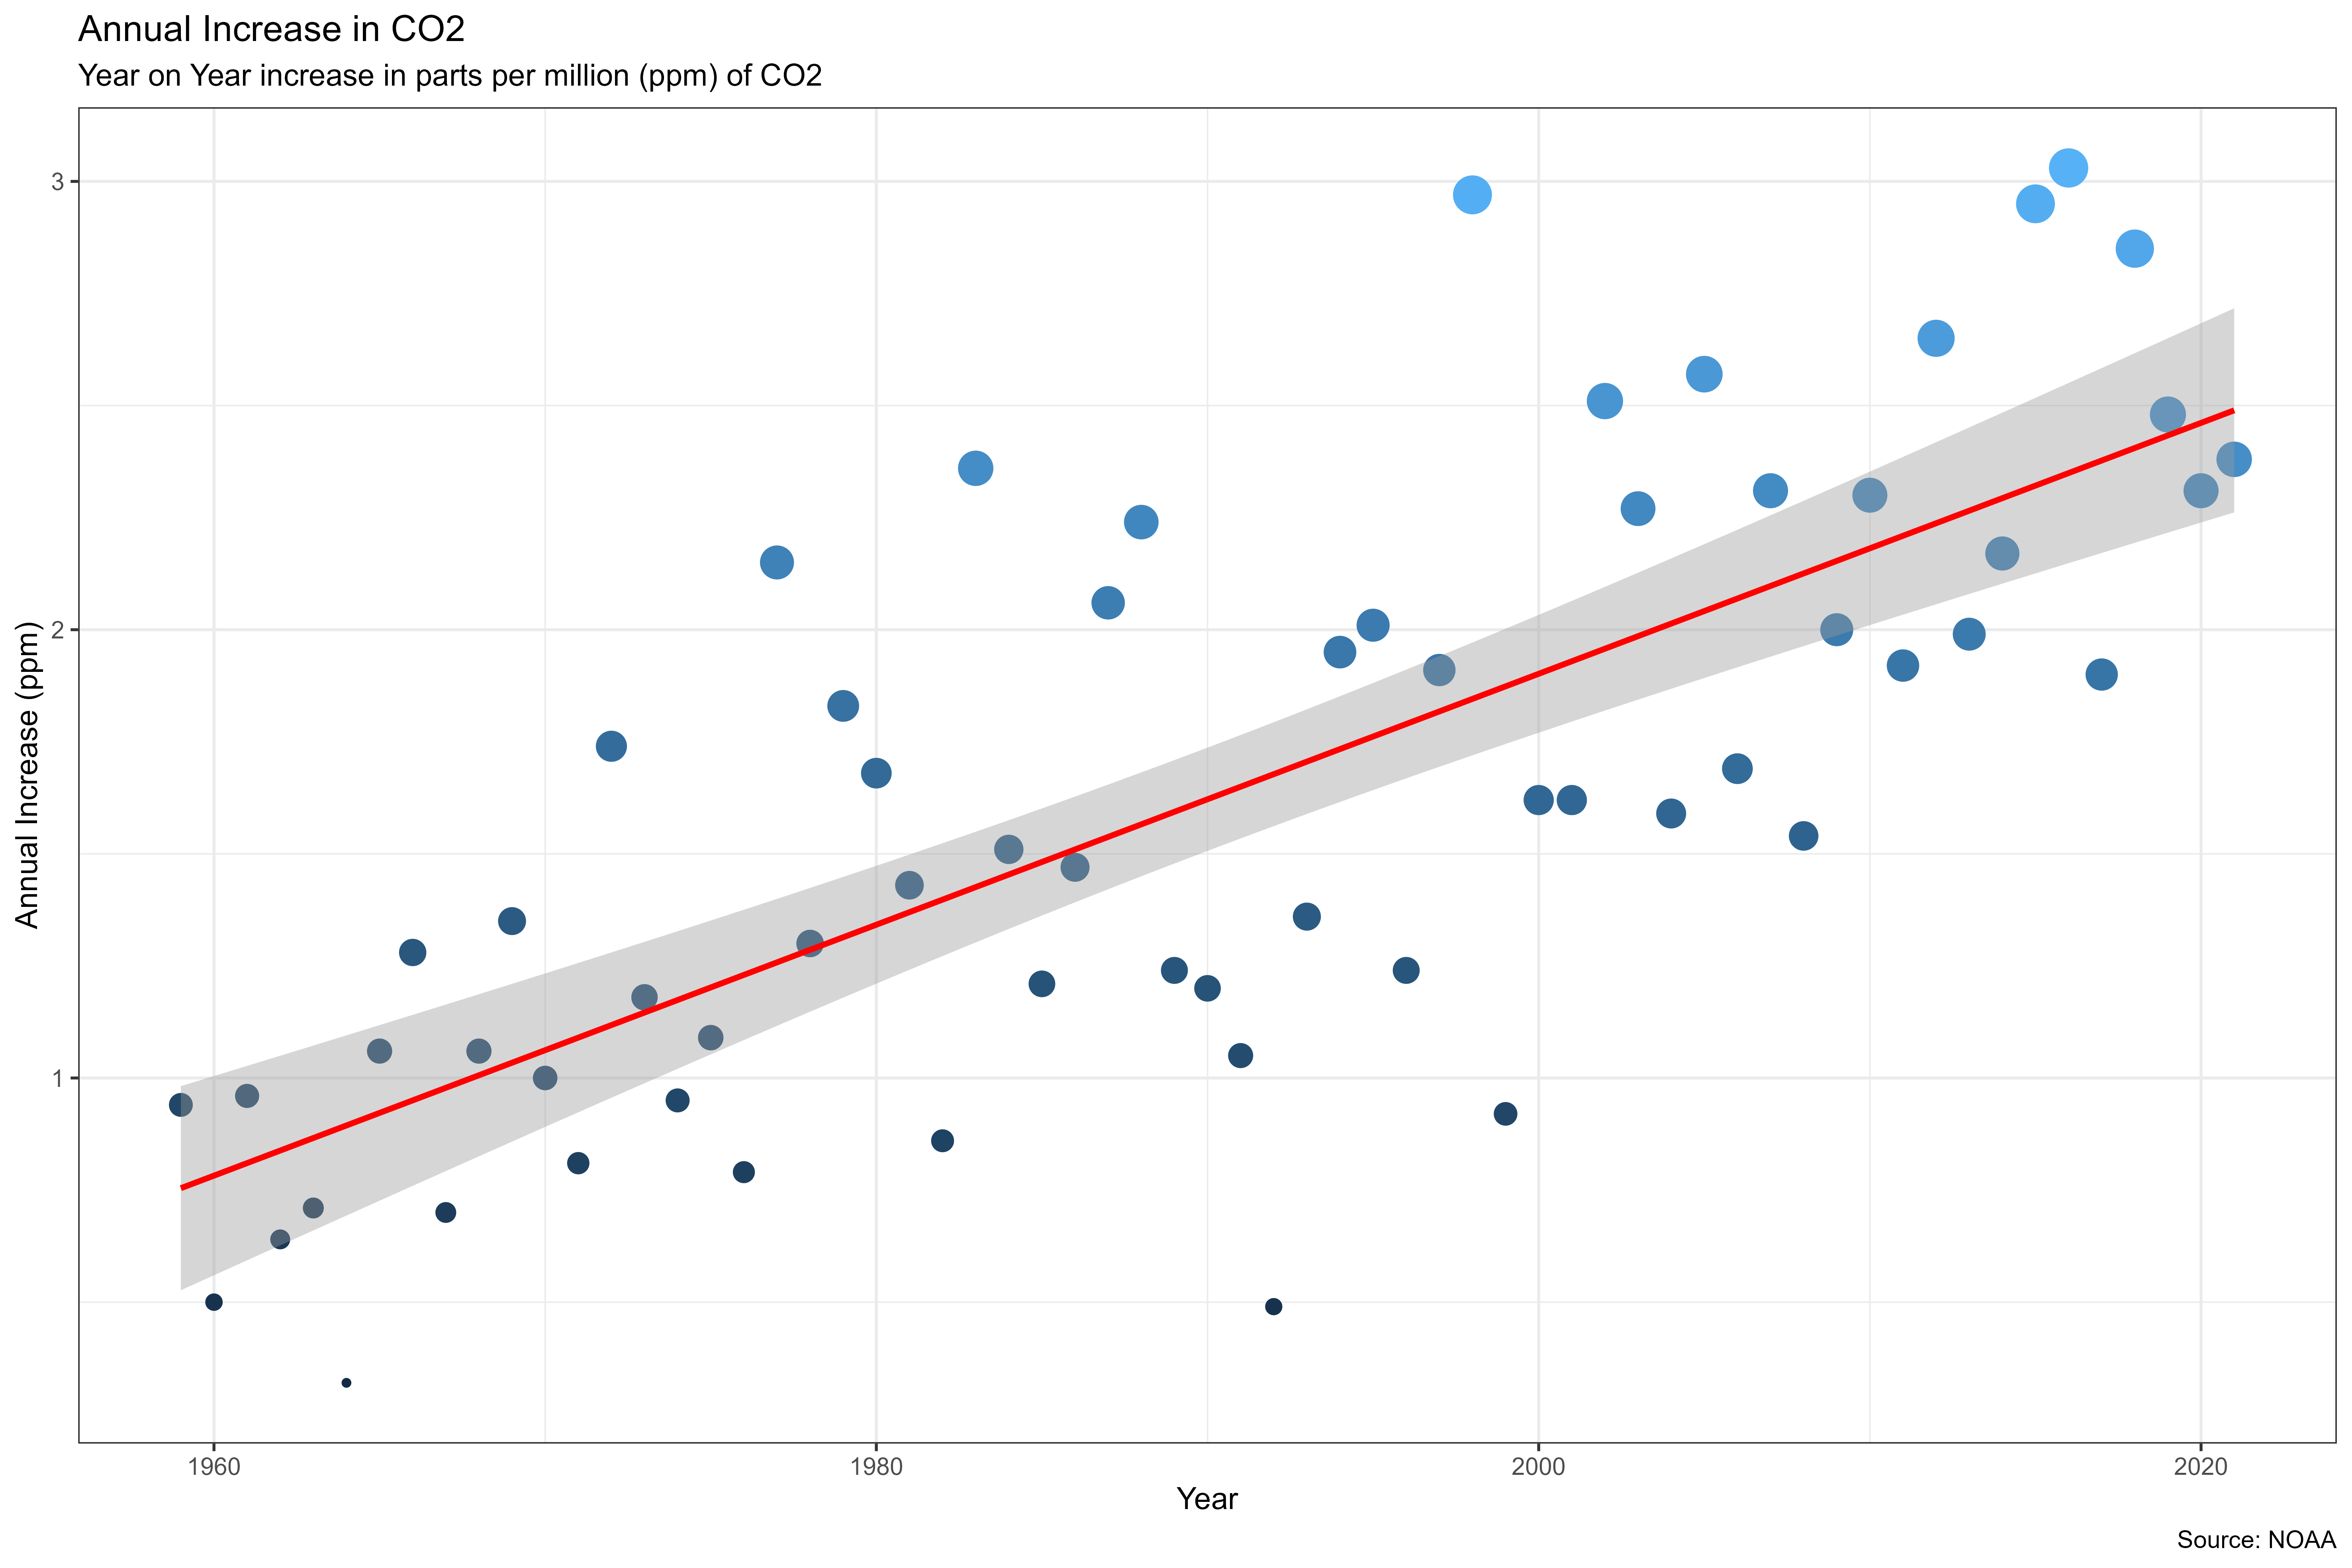 Annual Increase in CO2
Year on Year increase in parts per million (ppm) of CO2
3
2
1
Annual Increase (ppm)
1960
1980
2000
2020
Year
Source: NOAA